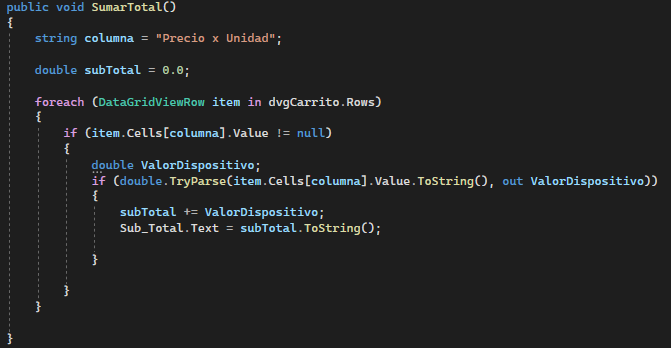 public void SumarTotal()
{
string columna = "Precio x Unidad";
double subTotal = 0.0;
foreach (DataGridViewRow item in dvgCarrito.Rows)
{
if (item.Cells[columna].Value != null)
{
double ValorDispositivo;
if (double.TryParse(item.Cells[columna].Value.ToString(), out ValorDispositivo))
{
subTotal += ValorDispositivo;
Sub_Total.Text = subTotal.ToString();
}
}
}
}